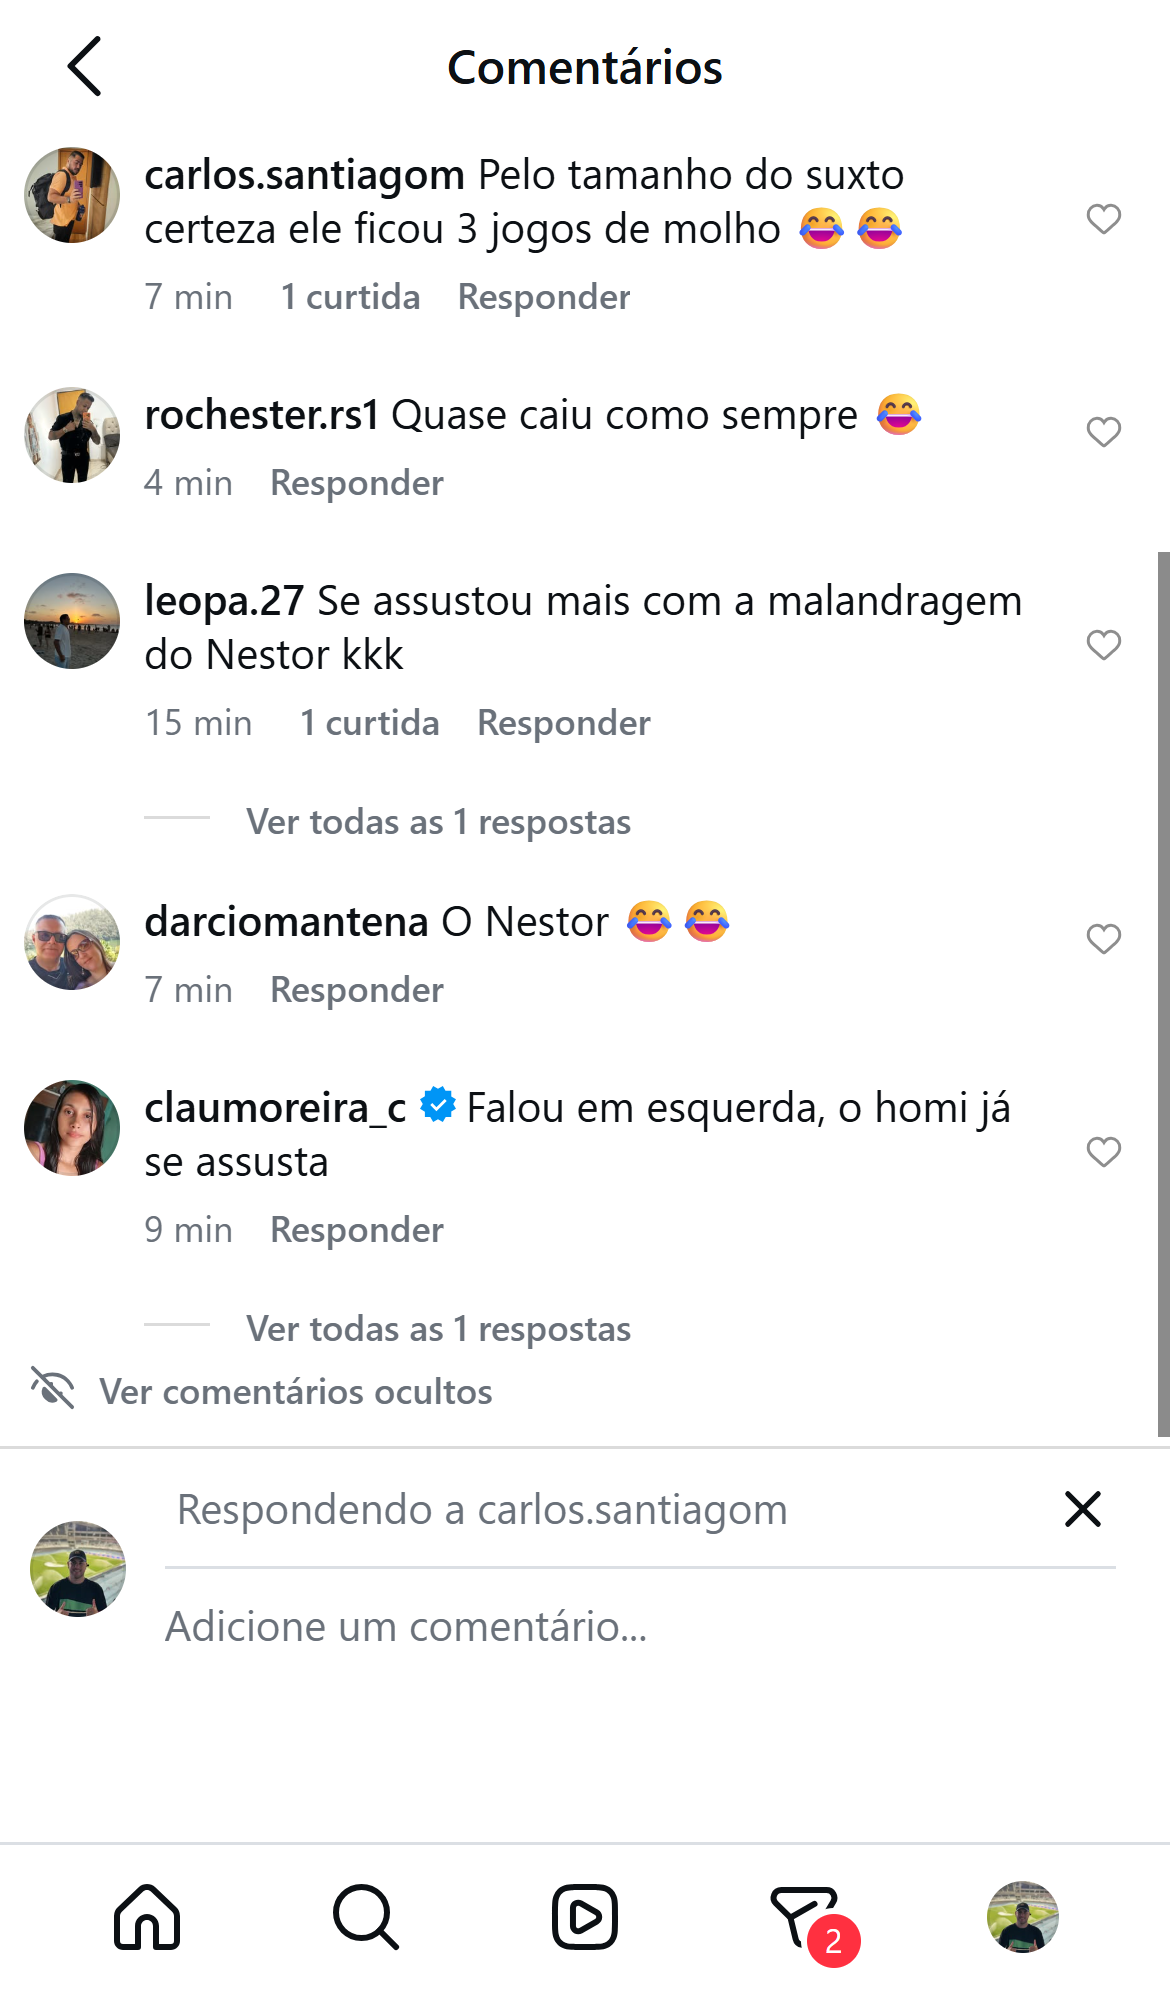 Comentários
carlos.santiagom Pelo tamanho do suxto
certeza ele ficou 3 jogos de molho 😂😂
7 min 1 curtida Responder
rochester.rs1 Quase caiu como sempre 😂
4 min Responder
leopa.27 Se assustou mais com a malandragem
do Nestor kkk
15 min 1 curtida Responder
Ver todas as 1 respostas
darciomantena O Nestor 😂😂
7 min Responder
claumoreira_c Falou em esquerda, o homi já
se assusta
9 min Responder
Ver todas as 1 respostas
Ver comentários ocultos
Respondendo a carlos.santiagom
Adicione um comentário...
2